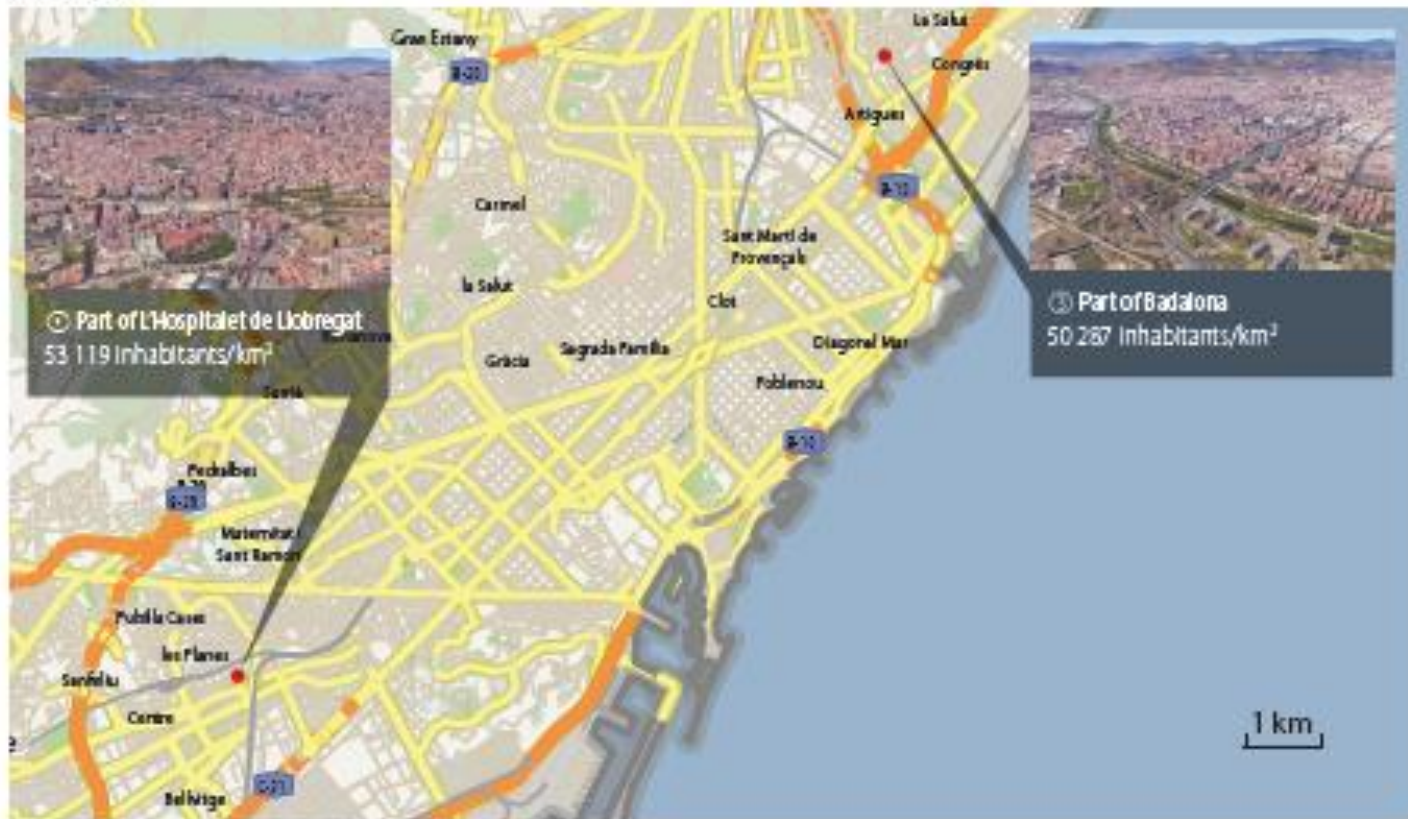 Gran Estany
La Salut
Congrés
B-20
Artigues
B-10
Carmel
Sant Martí de
Provençals
la Salut
Clot
① Part of L'Hospitalet de Llobregat
53 119 inhabitants/km²
Part of Badalona
50 287 inhabitants/km²
Gràcia
Sagrada Família
Diagonal Mar
Poblenou
Sarrià
B-10
Pedralbes
B-20
Maternitat i
Sant Ramon
Pubilla Cases
les Planes
Sanfeliu
Centre
1 km
Bellvitge
C-31